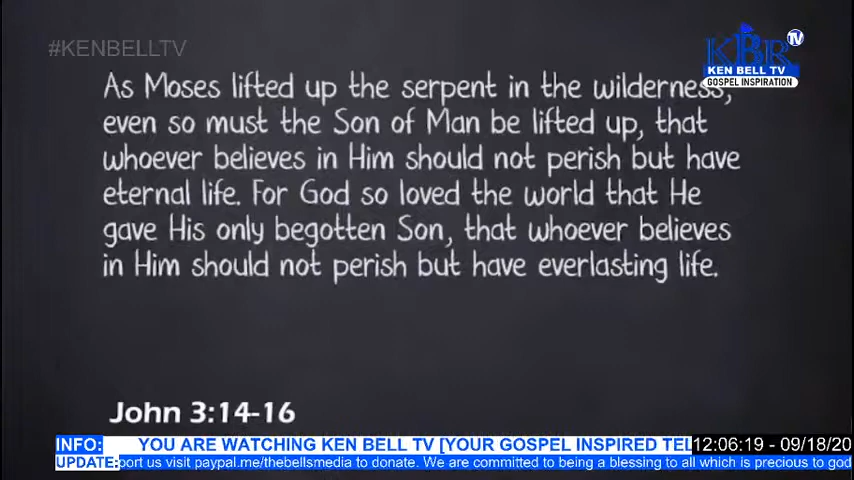 #KENBELLTV
KBR TV
KEN BELL TV
GOSPEL INSPIRATION
As Moses lifted up the serpent in the wilderness,
even so must the Son of Man be lifted up, that
whoever believes in Him should not perish but have
eternal life. For God so loved the world that He
gave His only begotten Son, that whoever believes
in Him should not perish but have everlasting life.
John 3:14-16
INFO: YOU ARE WATCHING KEN BELL TV [YOUR GOSPEL INSPIRED TEL 12:06:19 - 09/18/20
UPDATE: port us visit paypal.me/thebellsmedia to donate. We are committed to being a blessing to all which is precious to god